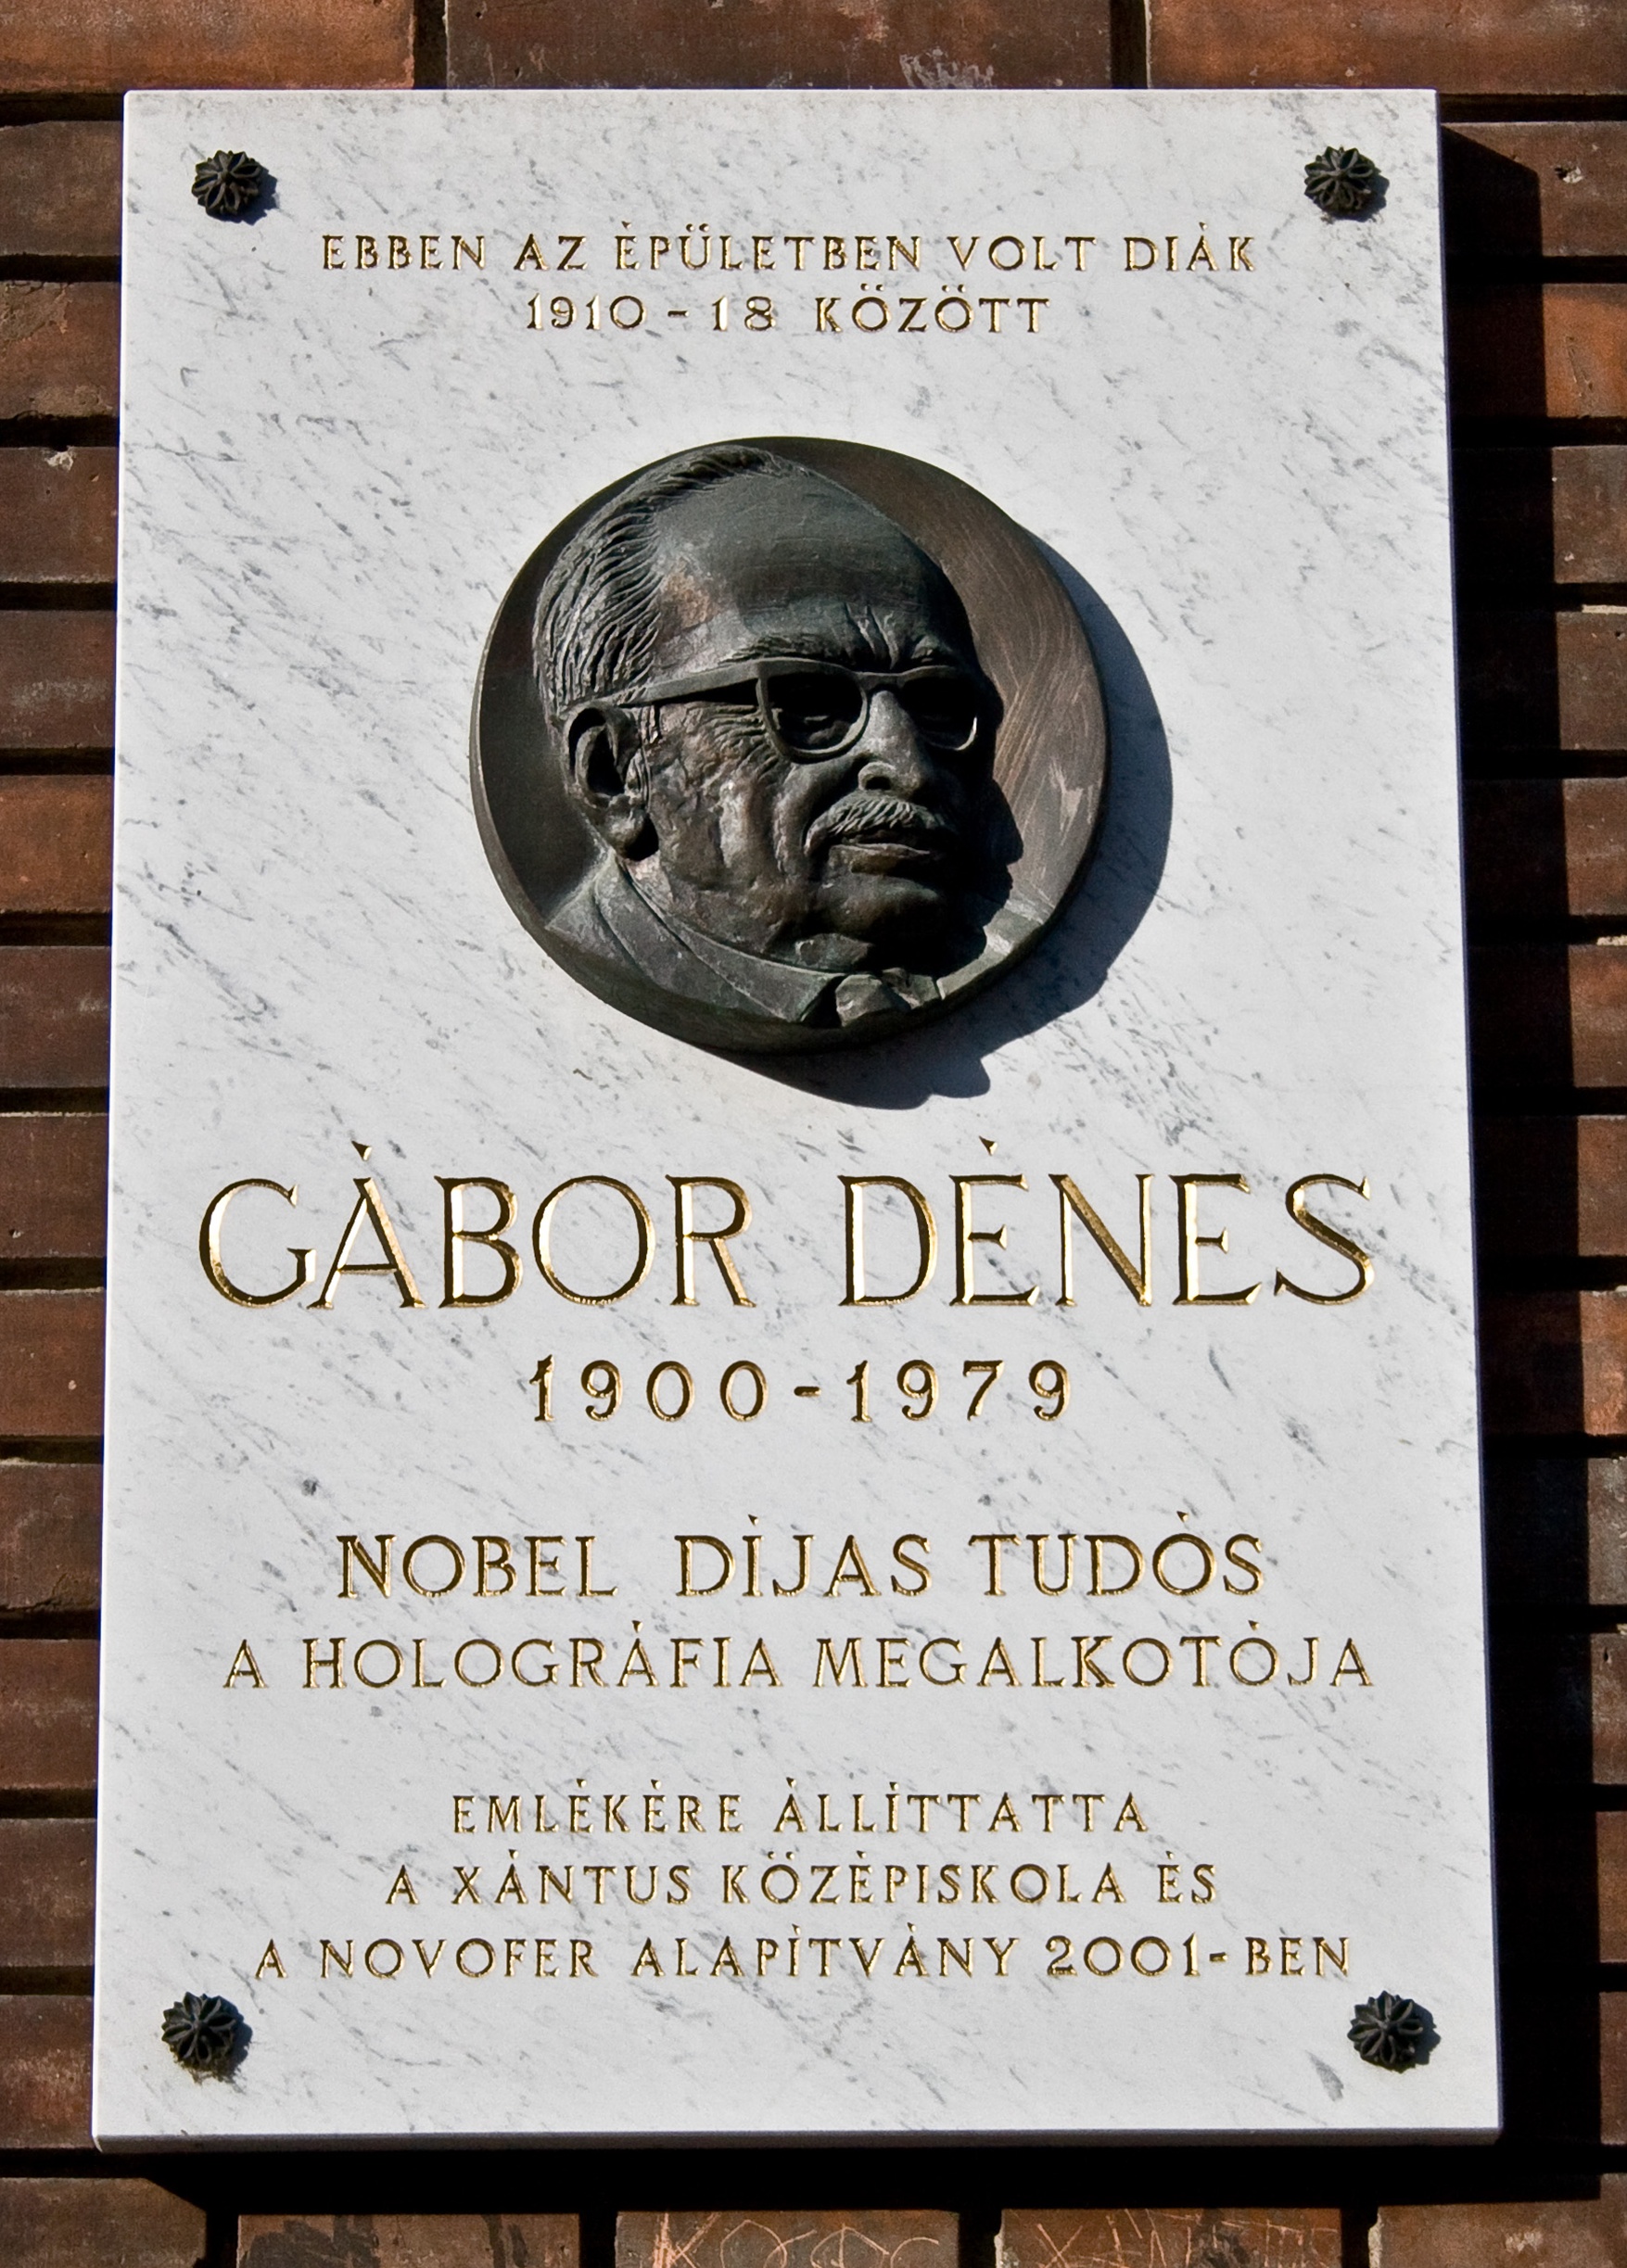 EBBEN AZ ÉPÜLETBEN VOLT DIÁK
1910-18 KÖZÖTT
GÁBOR DÉNES
1900-1979
NOBEL DÍJAS TUDÓS
A HOLOGRÁFIA MEGALKOTÓJA
EMLÉKÉRE ÁLLÍTTATTA
A XÁNTUS KÖZÉPISKOLA ÉS
A NOVOFER ALAPÍTVÁNY 2001-BEN